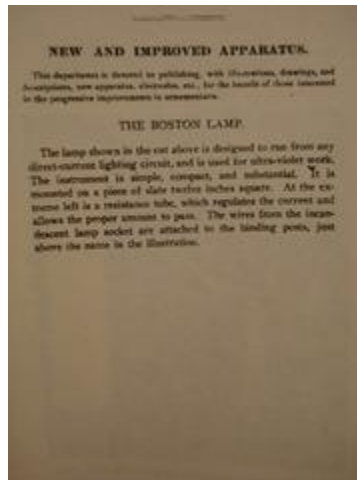 NEW AND IMPROVED APPARATUS.
This department is devoted to publishing, with illustrations, drawings, and
descriptions, new apparatus, electrodes, etc., for the benefit of those interested
in the progressive improvements in
THE BOSTON LAMP.
The lamp shown in the cut above is designed to run from any
direct-current lighting circuit, and is used for ultra-violet work.
The instrument is simple, compact, and substantial. It is
mounted on a piece of slate twelve inches square. At the ex-
treme left is a resistance tube, which regulates the current and
allows the proper amount to pass. The wires from the incan-
descent lamp socket are attached to the binding posts, just
above the name in the illustration.